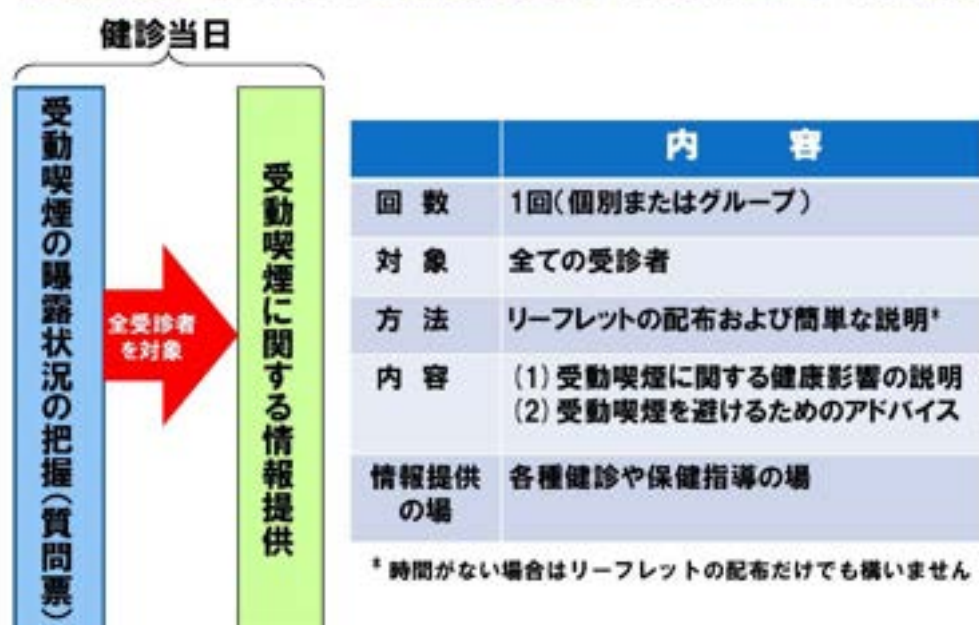 健診当日
受動喫煙の曝露状況の把握(質問票)
全受診者
を対象
受動喫煙に関する情報提供
内　容
回 数 1回(個別またはグループ)
対 象 全ての受診者
方 法 リーフレットの配布および簡単な説明*
内 容 (1)受動喫煙に関する健康影響の説明
(2)受動喫煙を避けるためのアドバイス
情報提供 各種健診や保健指導の場
の場
*時間がない場合はリーフレットの配布だけでも構いません